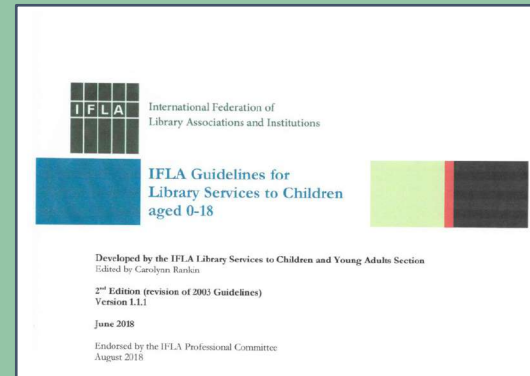 IFLA
International Federation of
Library Associations and Institutions
IFLA Guidelines for
Library Services to Children
aged 0-18
Developed by the IFLA Library Services to Children and Young Adults Section
Edited by Carolynn Rankin
2nd Edition (revision of 2003 Guidelines)
Version 1.1.1
June 2018
Endorsed by the IFLA Professional Committee
August 2018